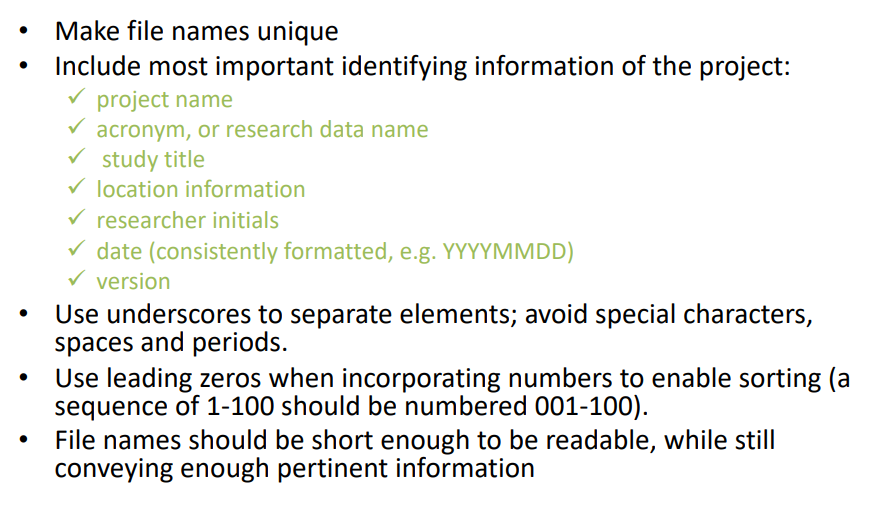 • Make file names unique
• Include most important identifying information of the project:
✓ project name
✓ acronym, or research data name
✓ study title
✓ location information
✓ researcher initials
✓ date (consistently formatted, e.g. YYYYMMDD)
✓ version
• Use underscores to separate elements; avoid special characters,
spaces and periods.
• Use leading zeros when incorporating numbers to enable sorting (a
sequence of 1-100 should be numbered 001-100).
• File names should be short enough to be readable, while still
conveying enough pertinent information